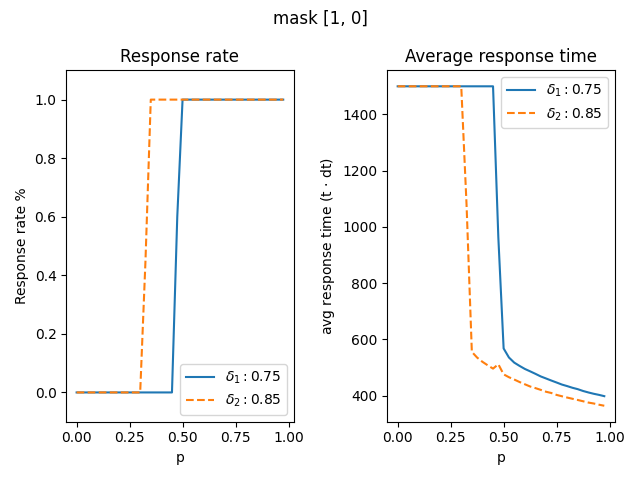 mask [1, 0]
Response rate
Response rate %
1.0
0.8
0.6
0.4
0.2
0.0
0.00 0.25 0.50 0.75 1.00
p
δ₁ : 0.75
δ₂ : 0.85
Average response time
avg response time (t · dt)
1400
1200
1000
800
600
400
0.00 0.25 0.50 0.75 1.00
p
δ₁ : 0.75
δ₂ : 0.85